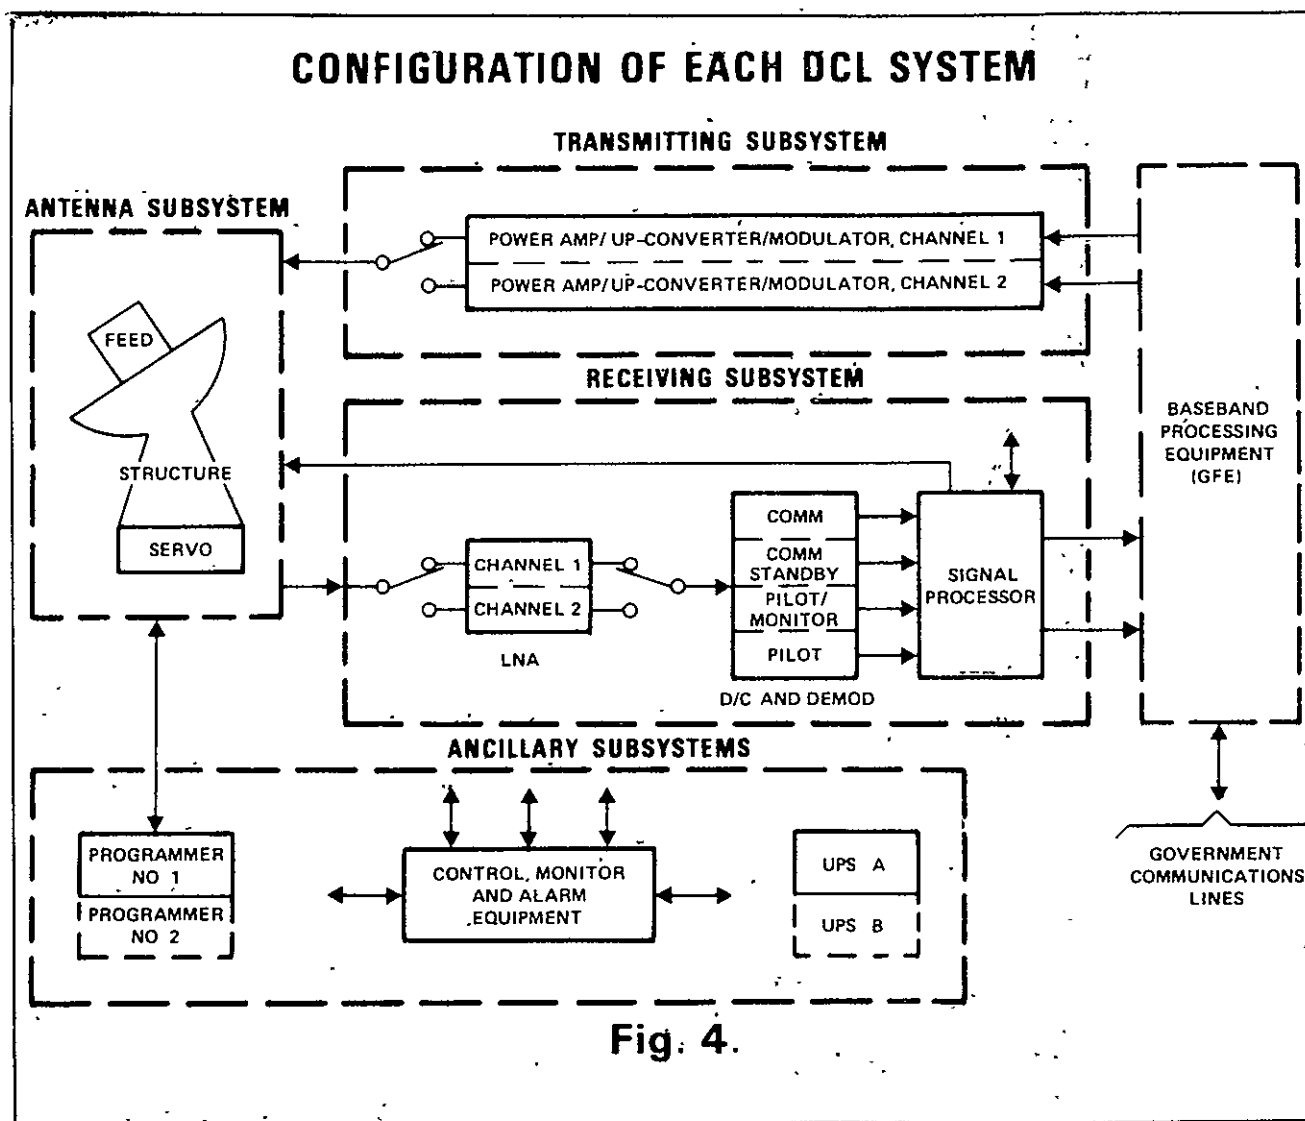 CONFIGURATION OF EACH DCL SYSTEM
TRANSMITTING SUBSYSTEM
ANTENNA SUBSYSTEM
POWER AMP/ UP-CONVERTER/MODULATOR, CHANNEL 1
POWER AMP/ UP-CONVERTER/MODULATOR, CHANNEL 2
FEED
STRUCTURE
SERVO
RECEIVING SUBSYSTEM
CHANNEL 1
CHANNEL 2
LNA
COMM
COMM
STANDBY
PILOT/
MONITOR
PILOT
D/C AND DEMOD
SIGNAL
PROCESSOR
BASEBAND
PROCESSING
EQUIPMENT
(GFE)
ANCILLARY SUBSYSTEMS
PROGRAMMER
NO 1
PROGRAMMER
NO 2
CONTROL, MONITOR
AND ALARM
EQUIPMENT
UPS A
UPS B
GOVERNMENT
COMMUNICATIONS
LINES
Fig. 4.